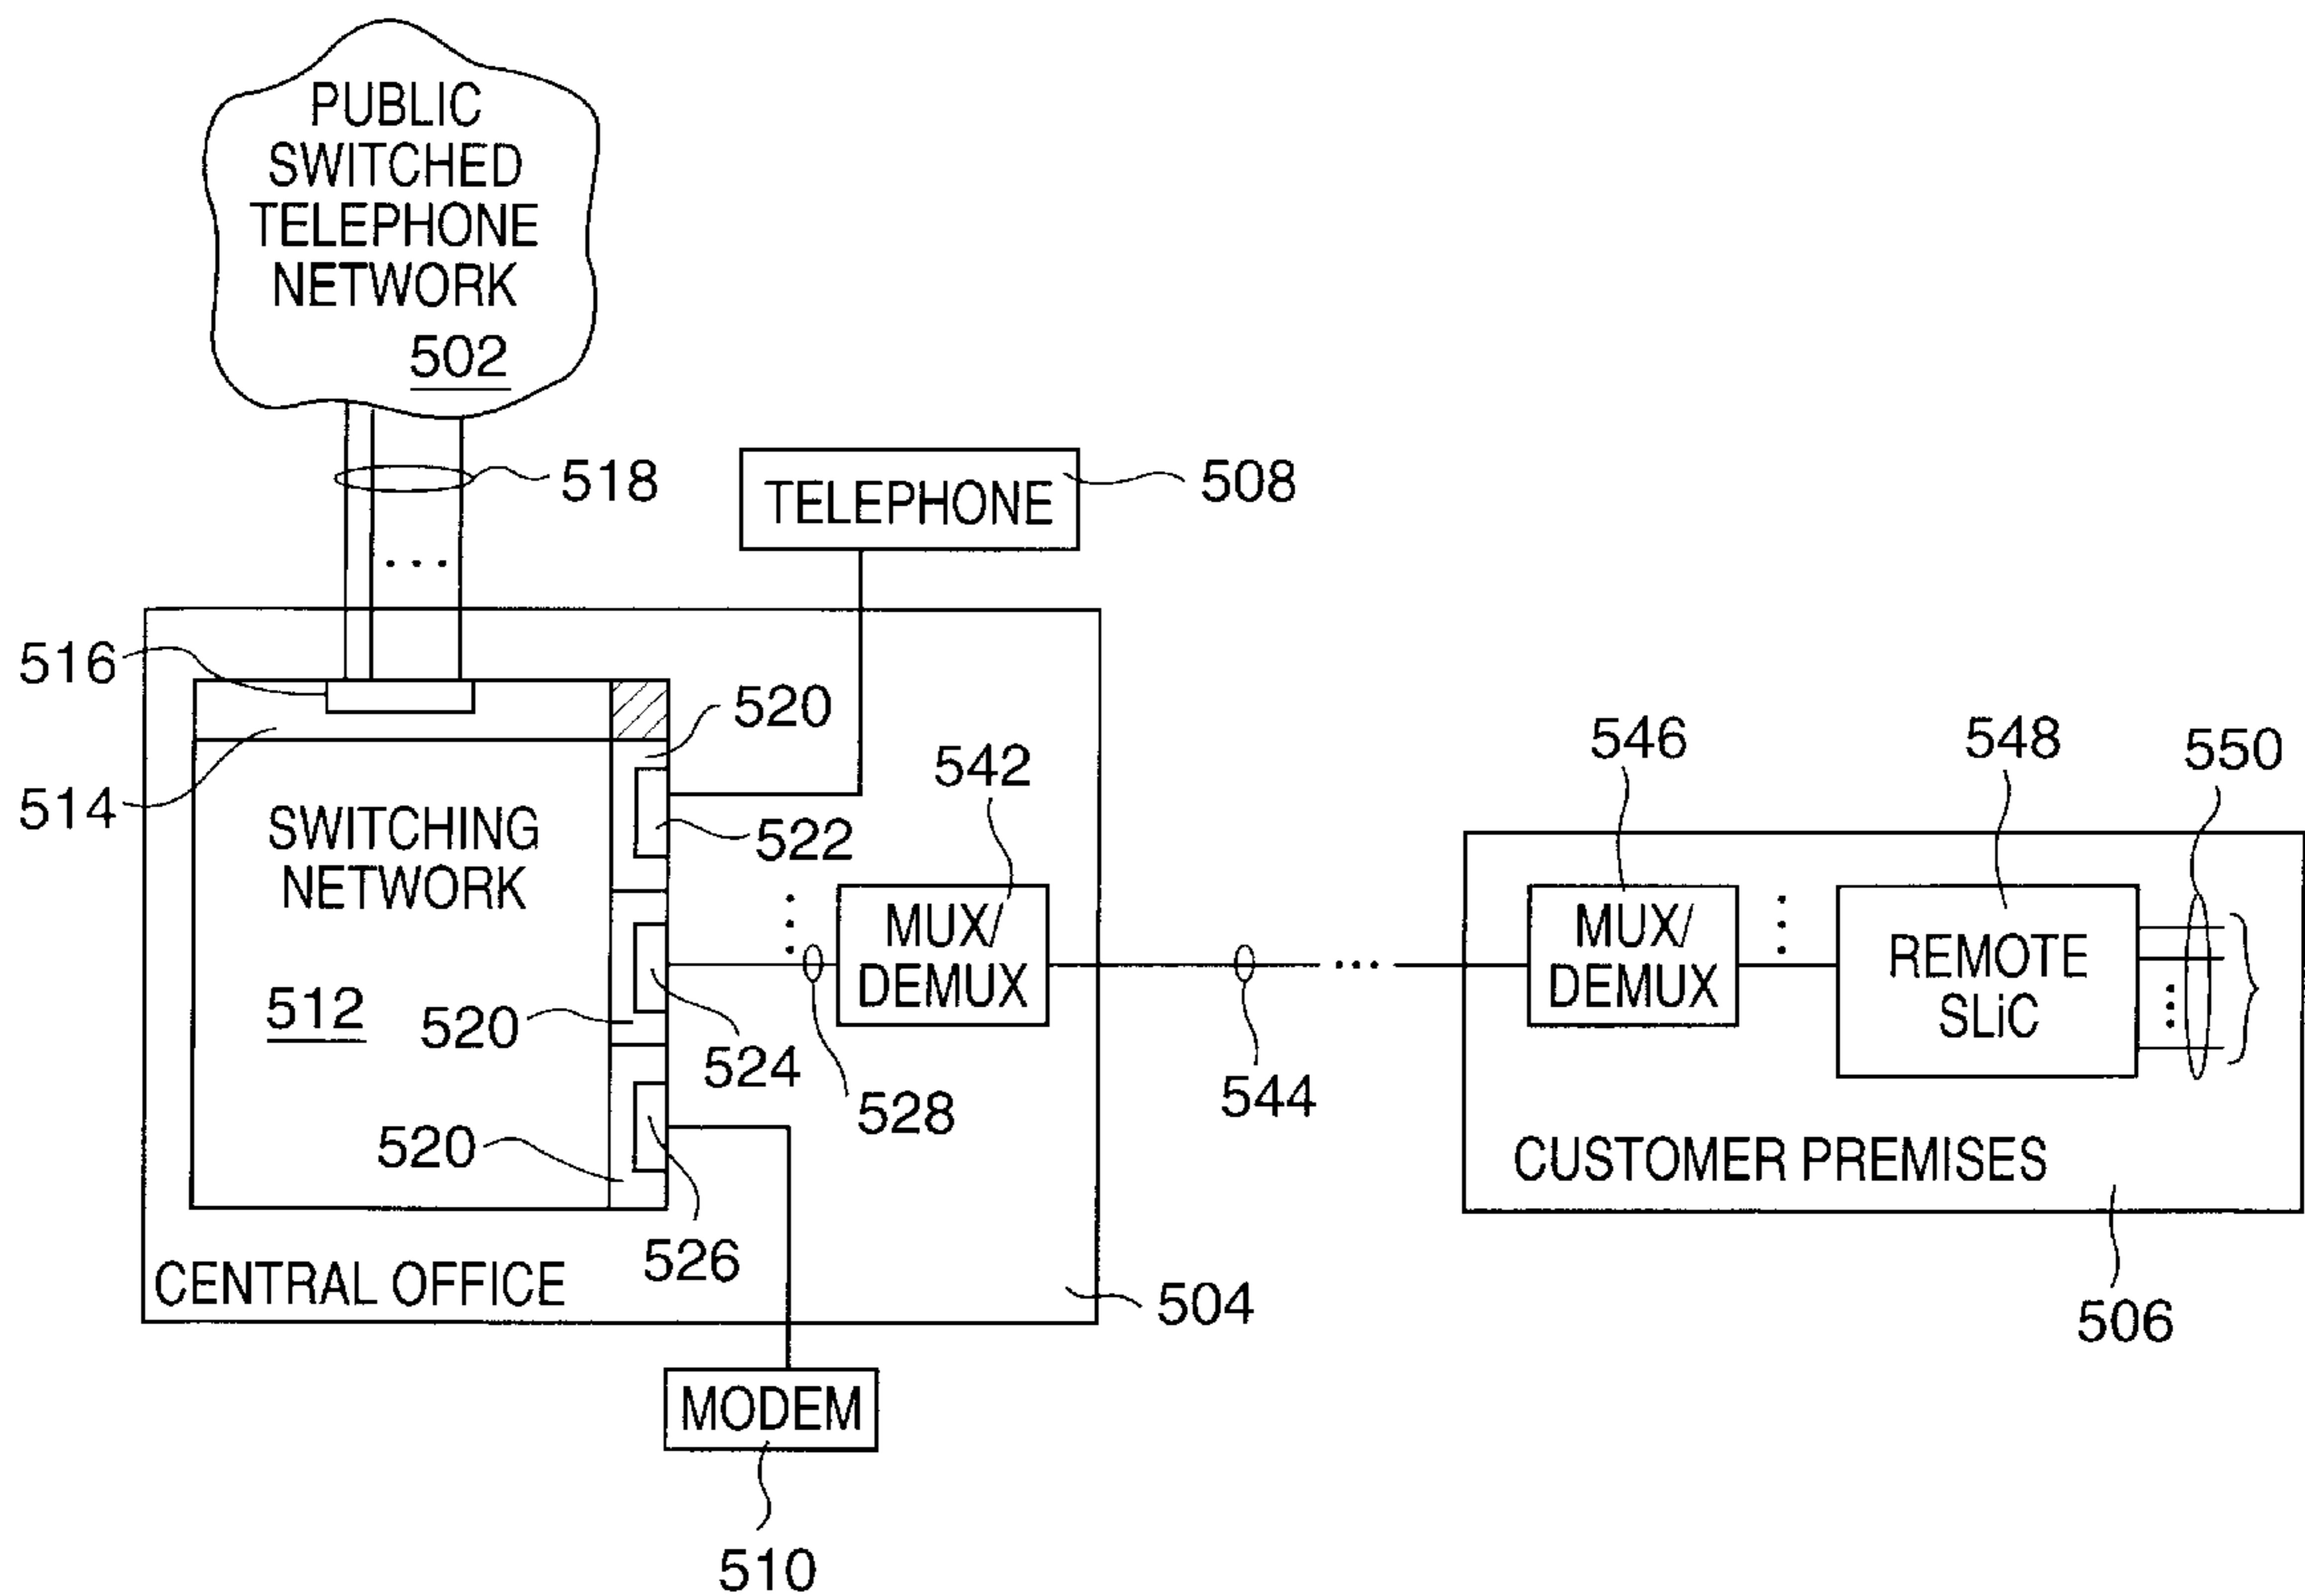 PUBLIC
SWITCHED
TELEPHONE
NETWORK
502
518
TELEPHONE
508
516
520
514
SWITCHING
NETWORK
512
522
542
MUX/
DEMUX
520
524
528
544
546
548
550
MUX/
DEMUX
REMOTE
SLiC
CUSTOMER PREMISES
506
520
526
CENTRAL OFFICE
504
MODEM
510